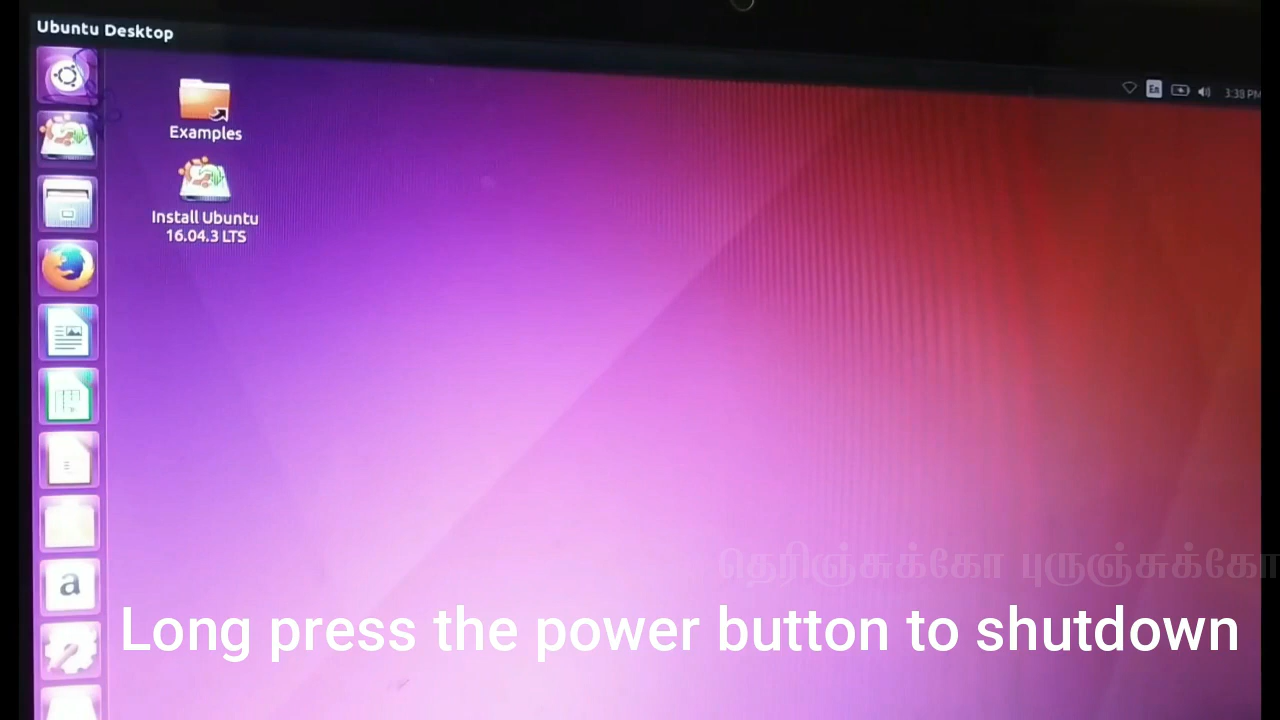 Ubuntu Desktop
En
3:38 PM
Examples
Install Ubuntu
16.04.3 LTS
a
தெரிஞ்சுக்கோ புருஞ்சுக்கோ
Long press the power button to shutdown